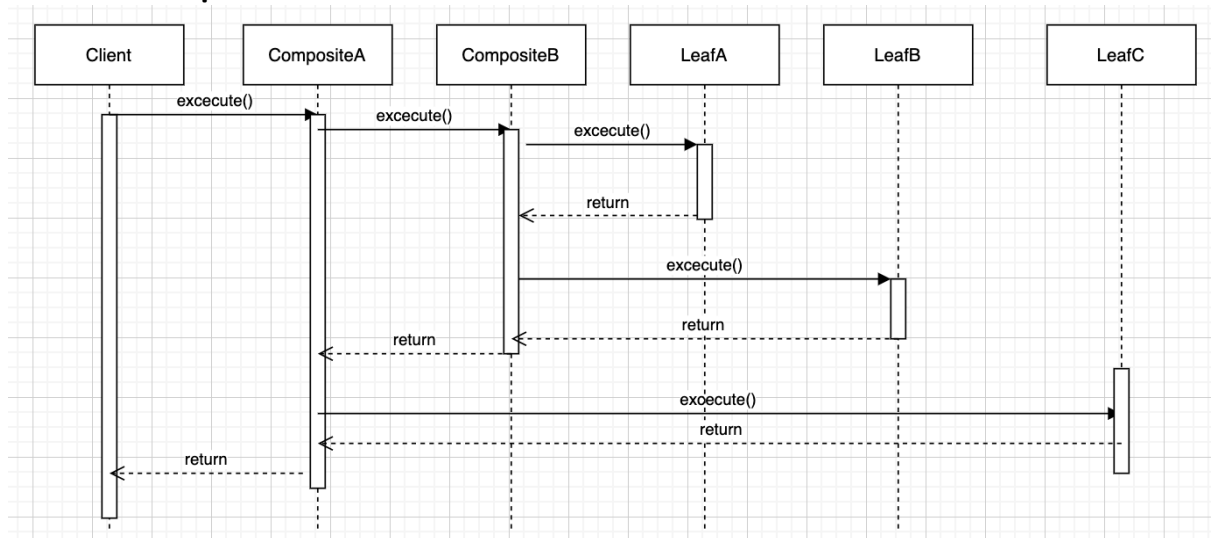 Client
CompositeA
CompositeB
LeafA
LeafB
LeafC
excecute()
excecute()
excecute()
return
excecute()
return
return
excecute()
return
return